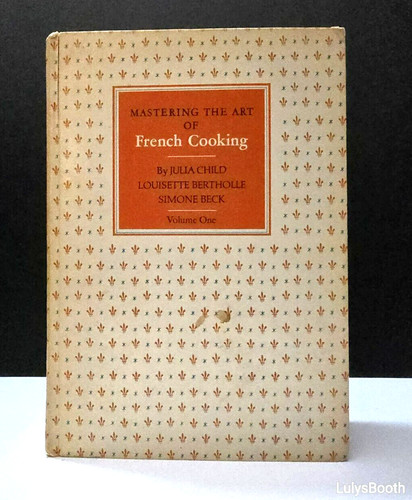 MASTERING THE ART
OF
French Cooking
By JULIA CHILD
LOUISETTE BERTHOLLE
SIMONE BECK
Volume One
LulysBooth